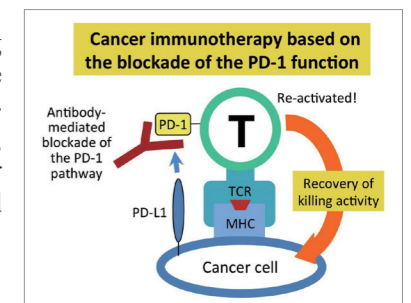 Cancer immunotherapy based on
the blockade of the PD-1 function
Re-activated!
Antibody-
mediated
blockade of
the PD-1
pathway
PD-1
T
TCR
MHC
PD-L1
Recovery of
killing activity
Cancer cell